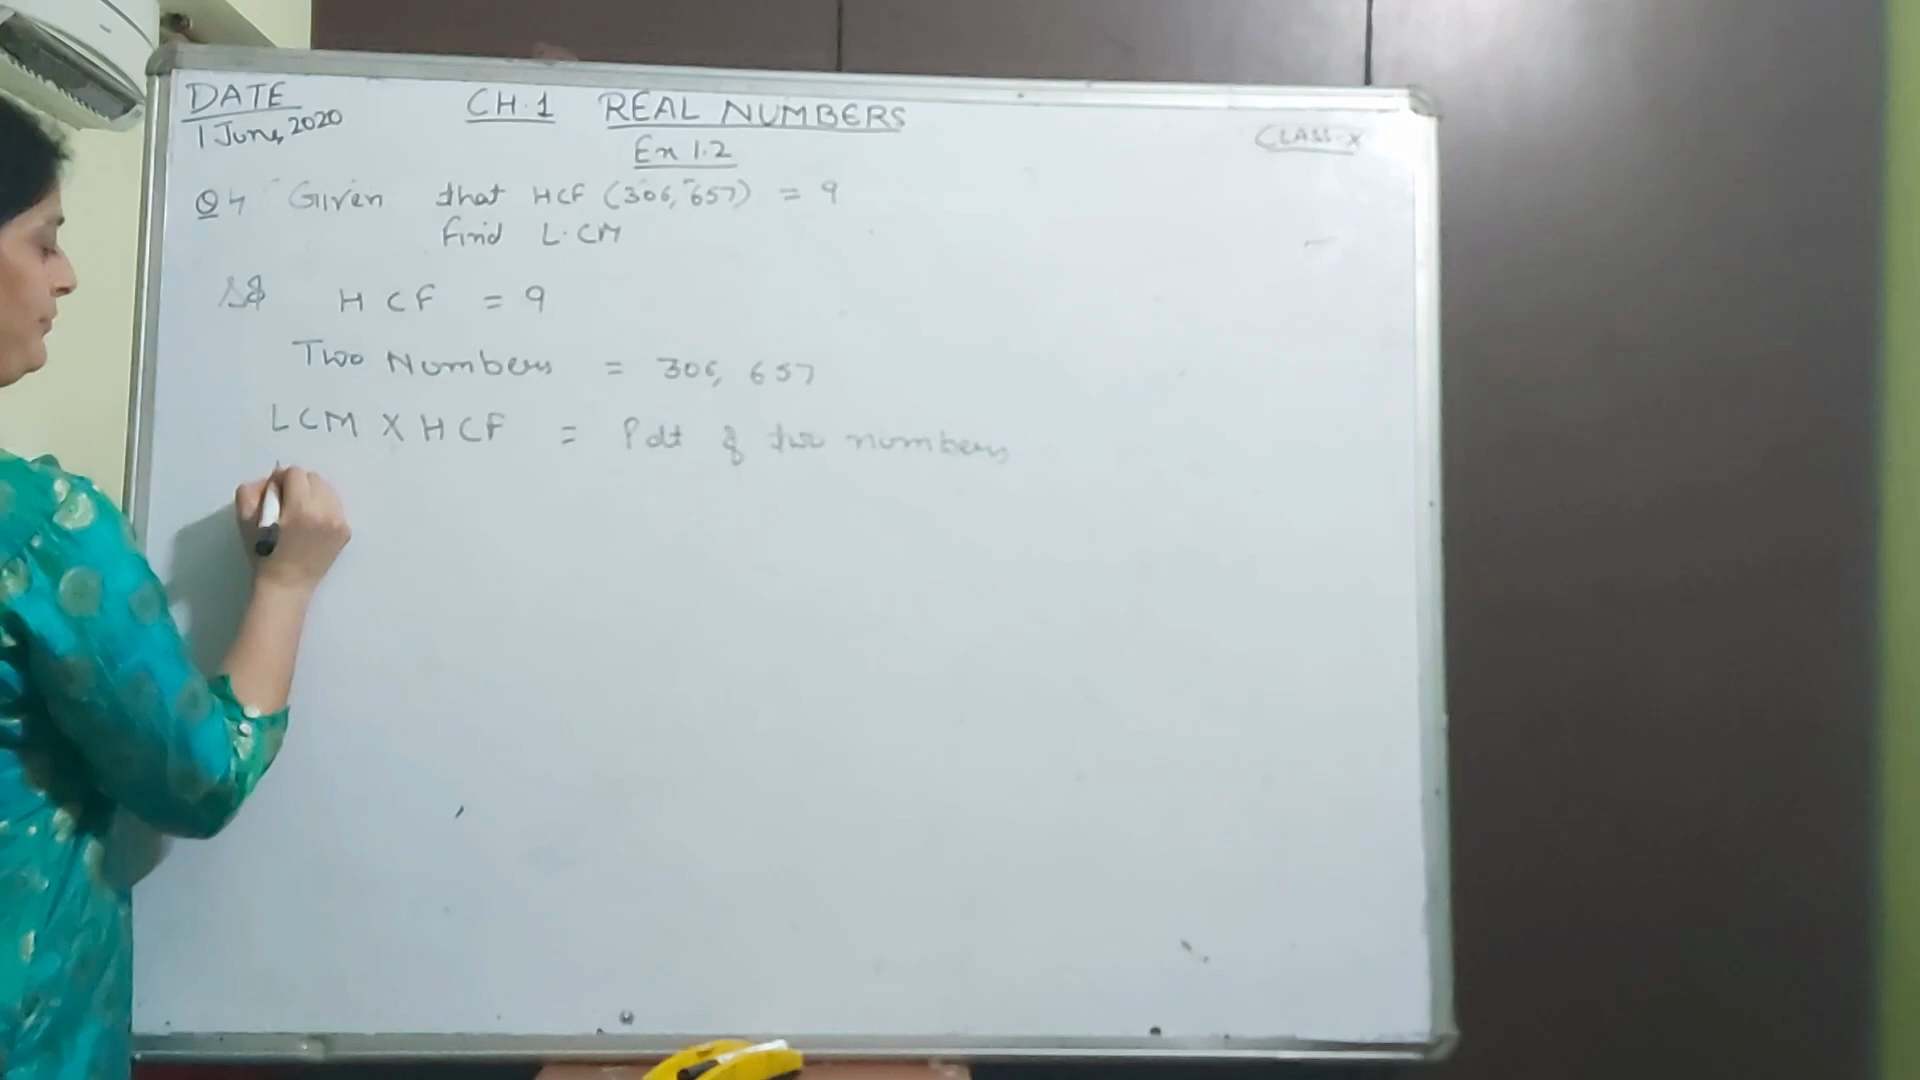 DATE
1 June, 2020
CH.1 REAL NUMBERS
CLASS-X
Ex 1.2
Q4 Given that HCF (306, 657) = 9
find L.CM
Sol HCF = 9
Two Numbers = 306, 657
LCM X HCF = Pdt of two numbers